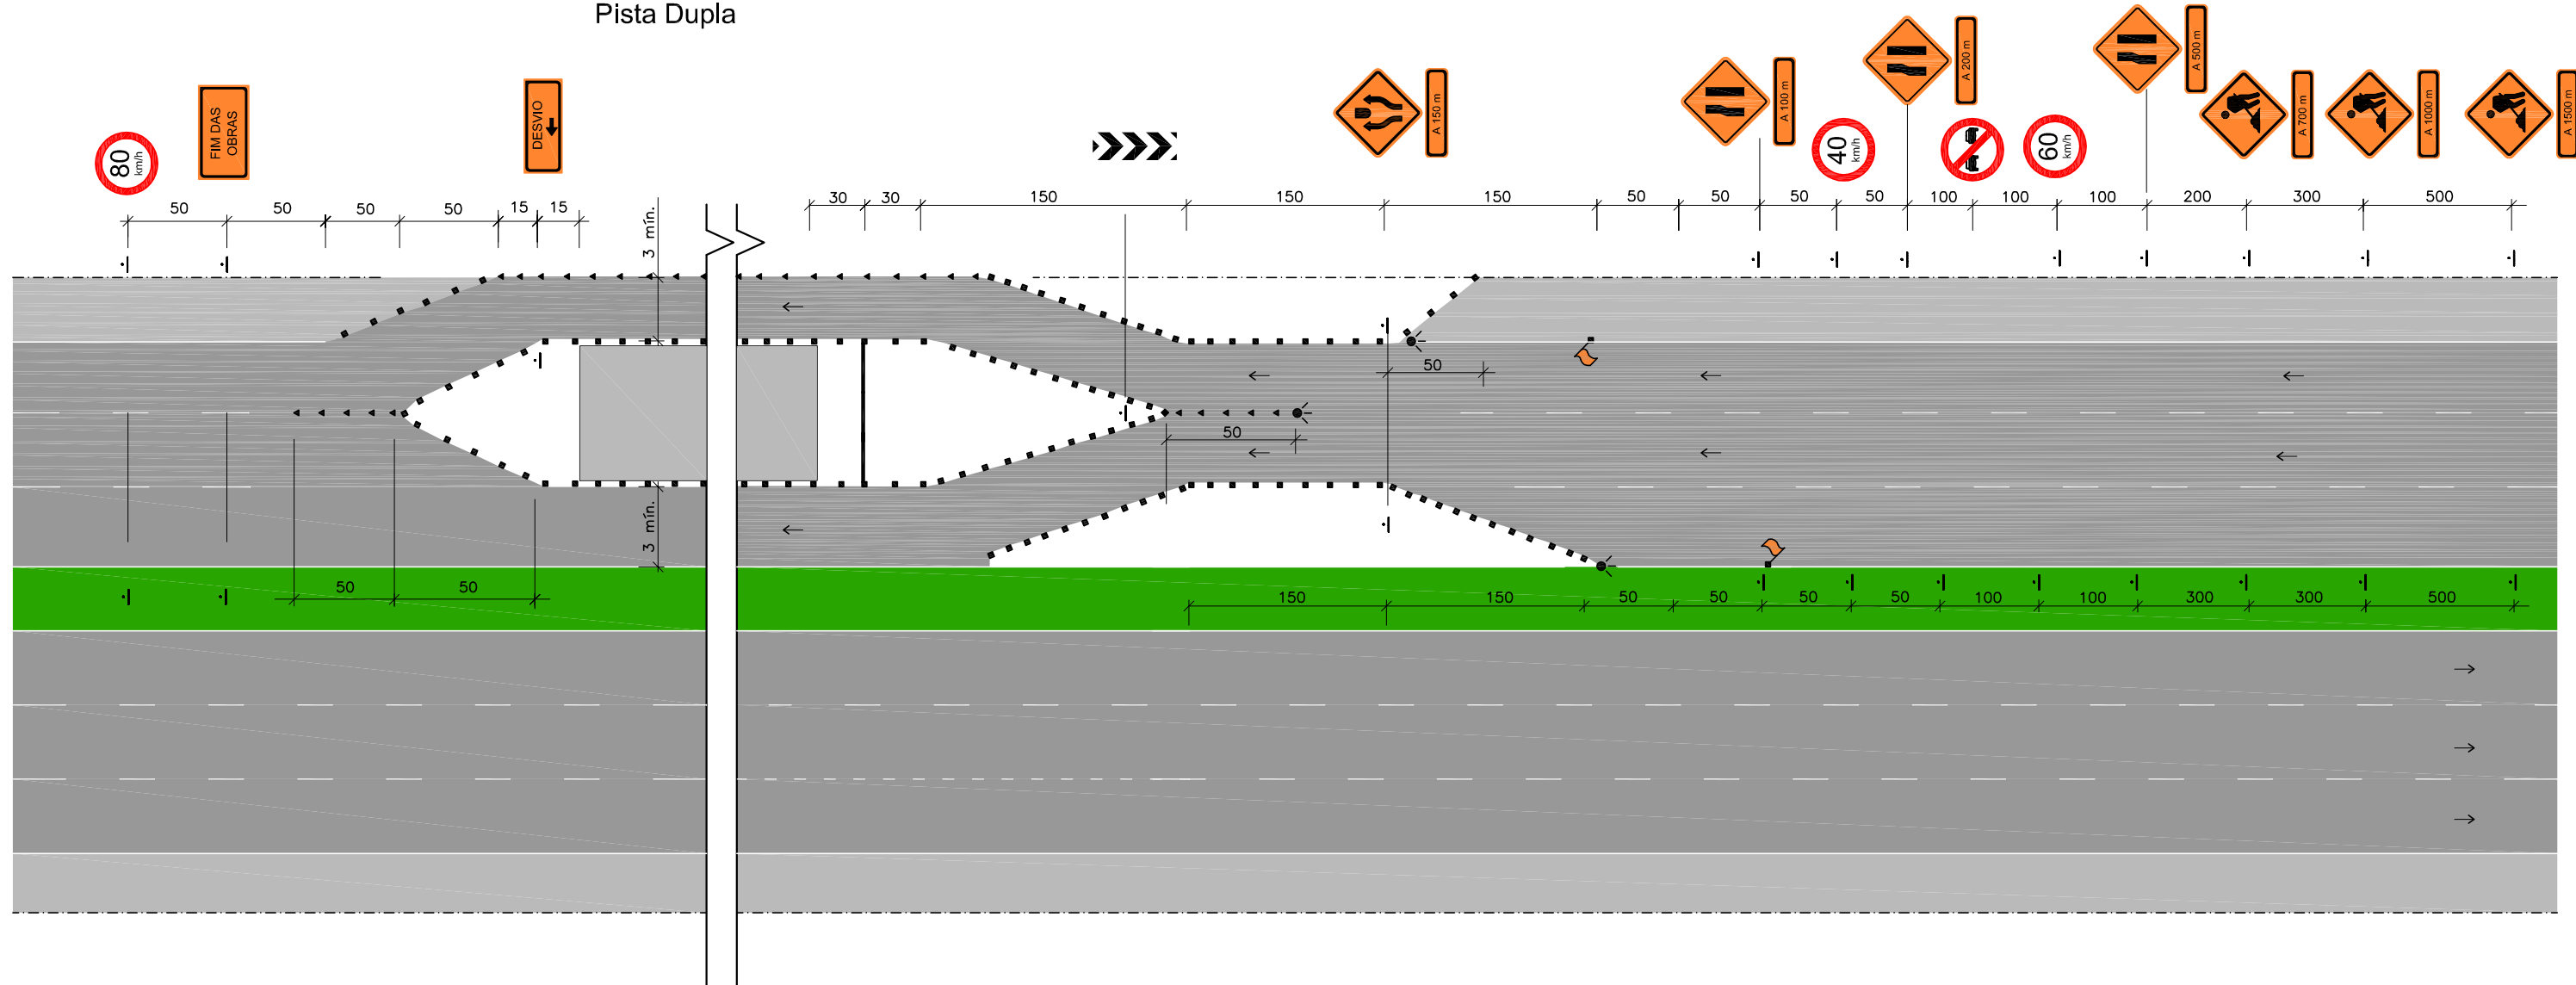 Pista Dupla
80
km/h
FIM DAS
OBRAS
DESVIO
A 150 m
A 100 m
40
km/h
A 200 m
60
km/h
A 500 m
A 700 m
A 1000 m
A 1500 m
50 50 50 50 15 15
3 mín.
30 30 150 150 150 50 50 50 50 100 100 100 200 300 500
50
50
3 mín.
50 50
150 150 50 50 50 50 100 100 300 300 500